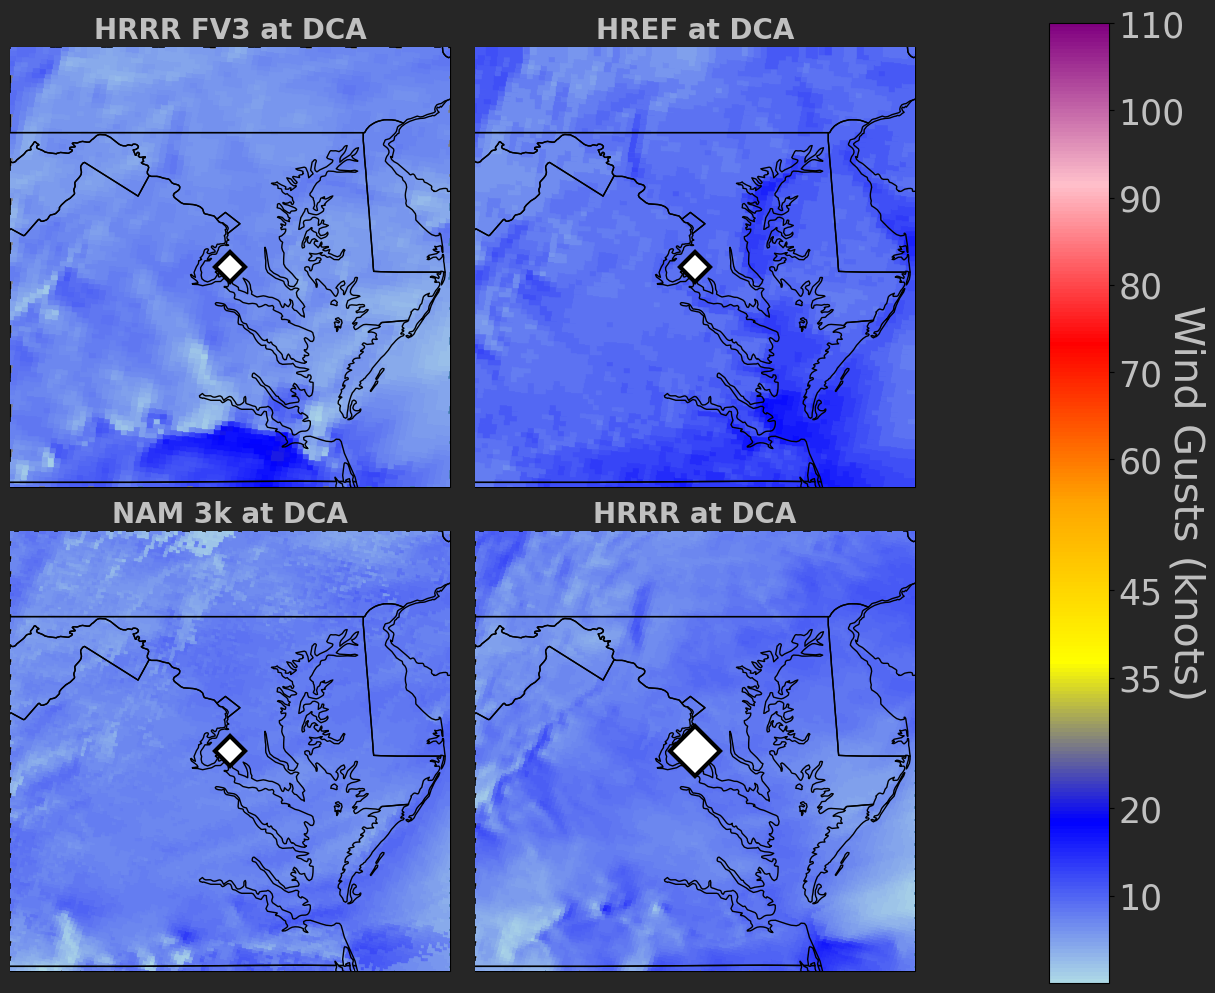 HRRR FV3 at DCA
HREF at DCA
NAM 3k at DCA
HRRR at DCA
110
100
90
80
70
60
45
35
20
10
Wind Gusts (knots)